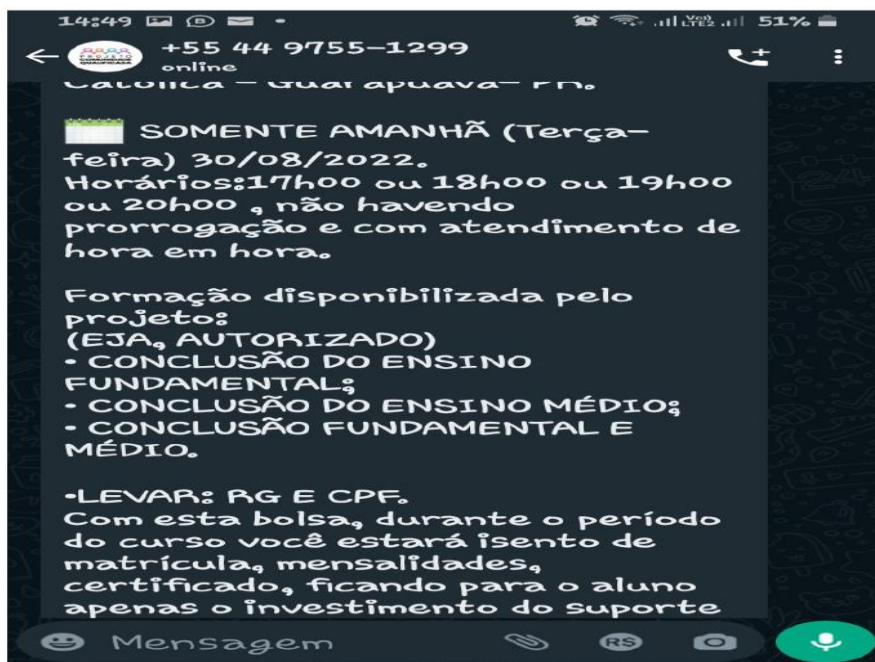 14:49
51%
+55 44 9755-1299
online
Católica - Guarapuava- PR.
SOMENTE AMANHÃ (Terça-
feira) 30/08/2022.
Horários:17h00 ou 18h00 ou 19h00
ou 20h00 , não havendo
prorrogação e com atendimento de
hora em hora.
Formação disponibilizada pelo
projeto:
(EJA, AUTORIZADO)
• CONCLUSÃO DO ENSINO
FUNDAMENTAL;
• CONCLUSÃO DO ENSINO MÉDIO;
• CONCLUSÃO FUNDAMENTAL E
MÉDIO.
•LEVAR: RG E CPF.
Com esta bolsa, durante o período
do curso você estará isento de
matrícula, mensalidades,
certificado, ficando para o aluno
apenas o investimento do suporte
Mensagem